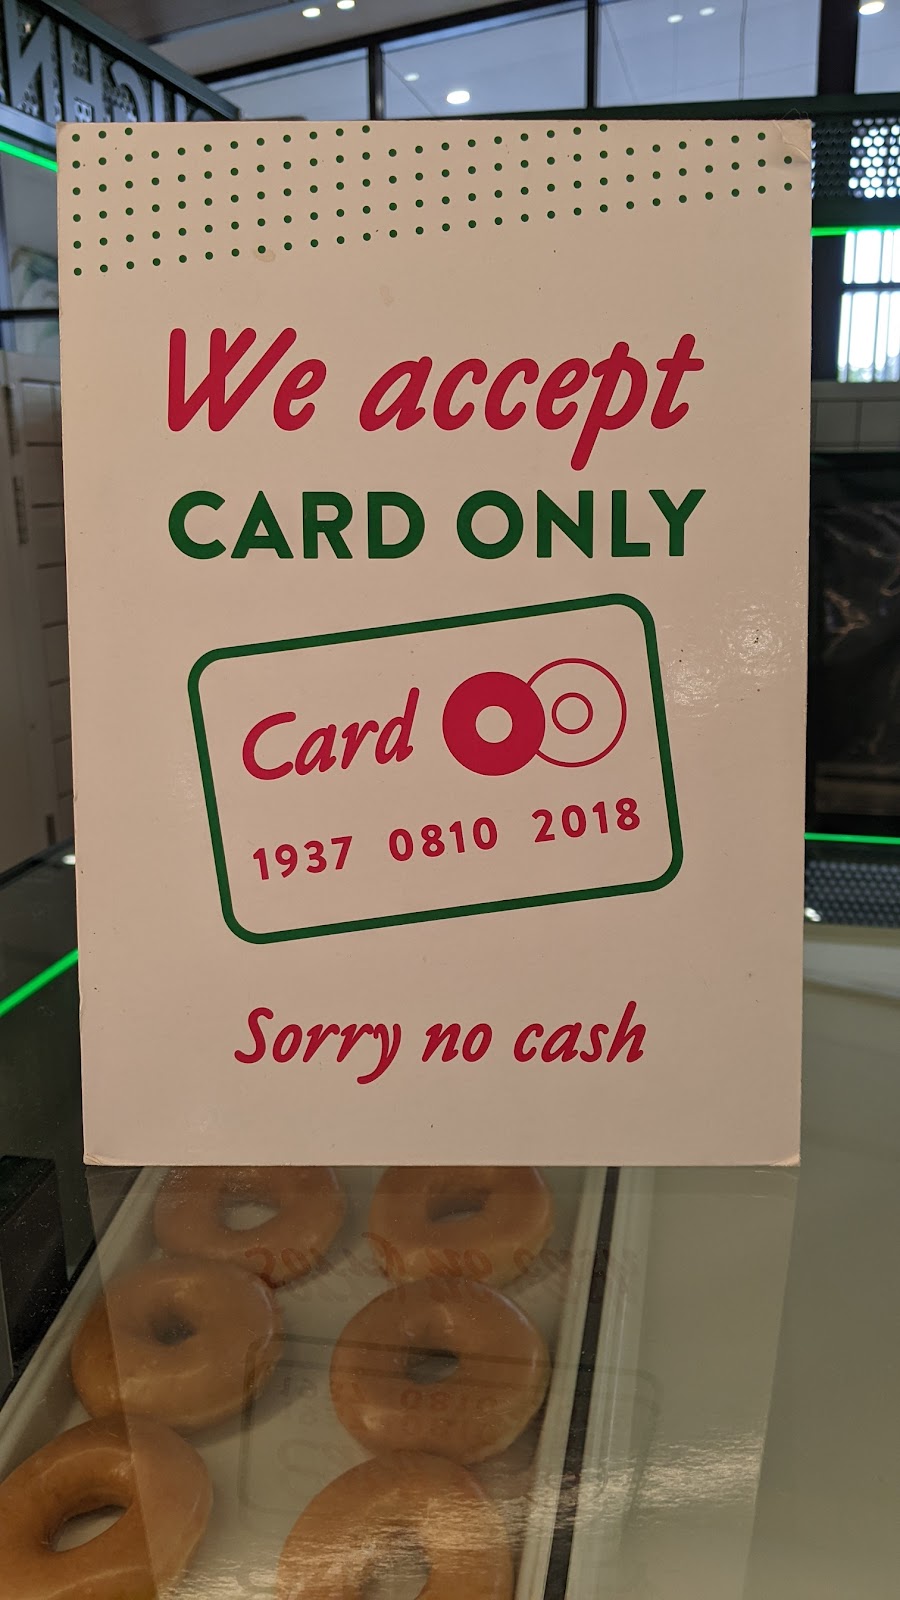 We accept
CARD ONLY
Card
1937 0810 2018
Sorry no cash